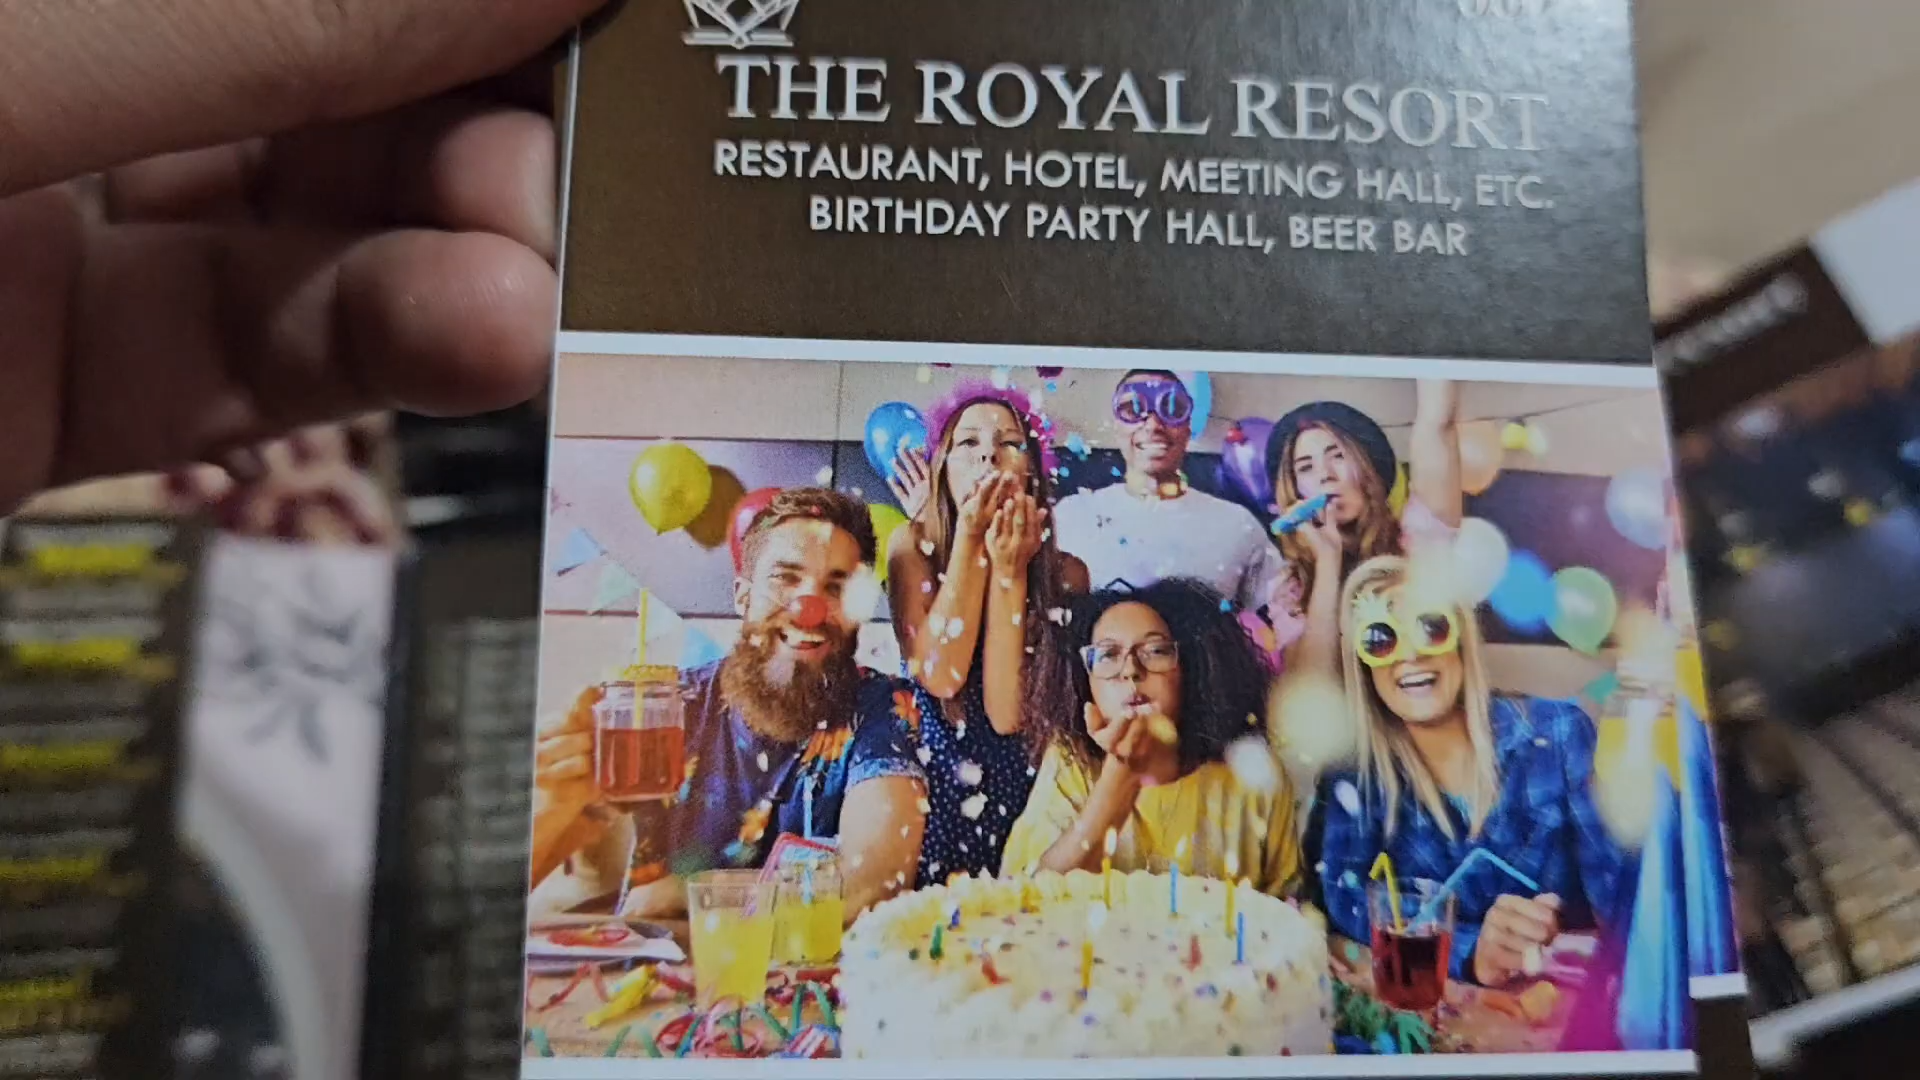 THE ROYAL RESORT
RESTAURANT, HOTEL, MEETING HALL, ETC.
BIRTHDAY PARTY HALL, BEER BAR